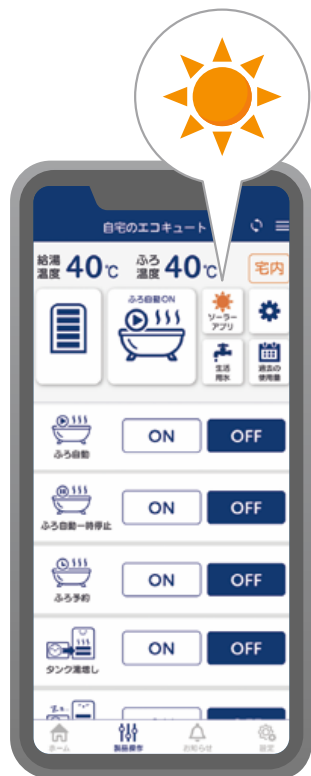 自宅のエコキュート
給湯温度 40℃ ふろ温度 40℃ 宅内
ふろ自動ON
ソーラー
アプリ
生活
用水
過去の
使用量
ふろ自動 ON OFF
ふろ自動一時停止 ON OFF
ふろ予約 ON OFF
タンク湯増し ON OFF
ホーム 製品操作 お知らせ 設定